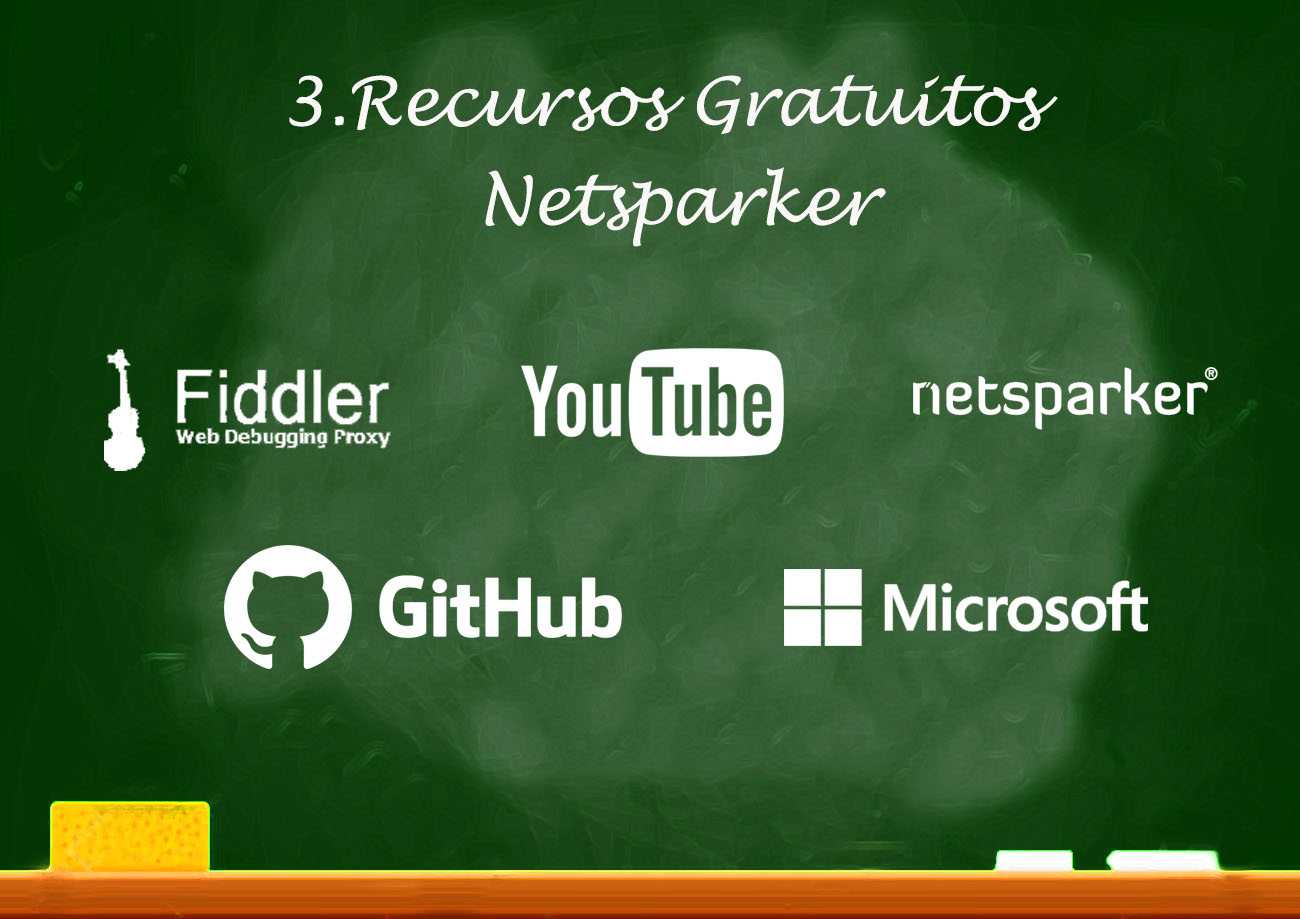 3.Recursos Gratuitos
Netsparker
Fiddler
Web Debugging Proxy
YouTube
netsparker®
GitHub
Microsoft